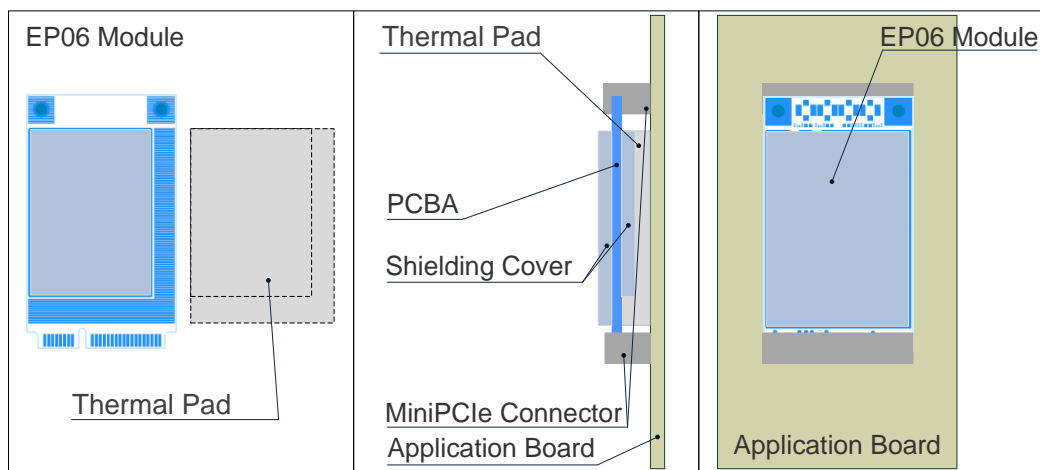 EP06 Module
Thermal Pad
Thermal Pad
PCBA
Shielding Cover
MiniPCIe Connector
Application Board
EP06 Module
Application Board